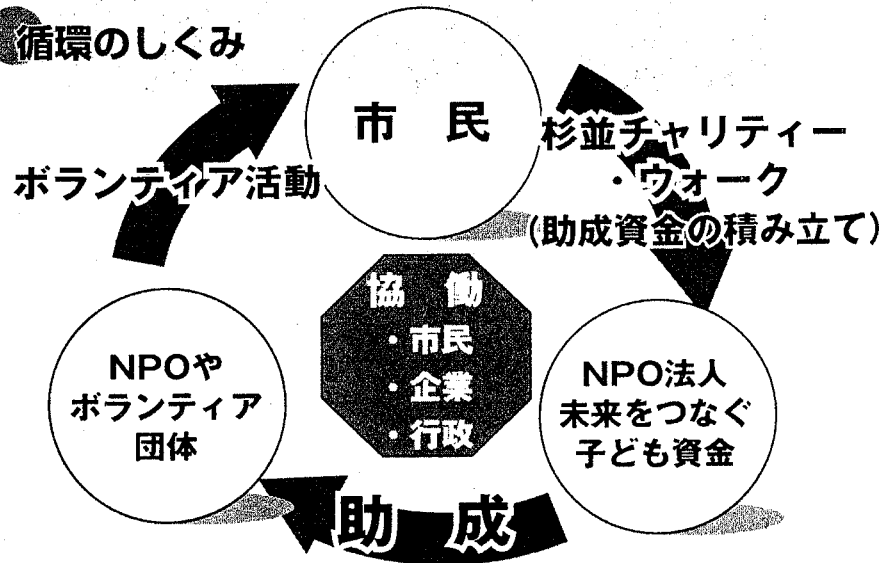 循環のしくみ
市 民
杉並チャリティー
・ウォーク
(助成資金の積み立て)
ボランティア活動
協 働
・市民
・企業
・行政
NPOや
ボランティア
団体
NPO法人
未来をつなぐ
子ども資金
助 成